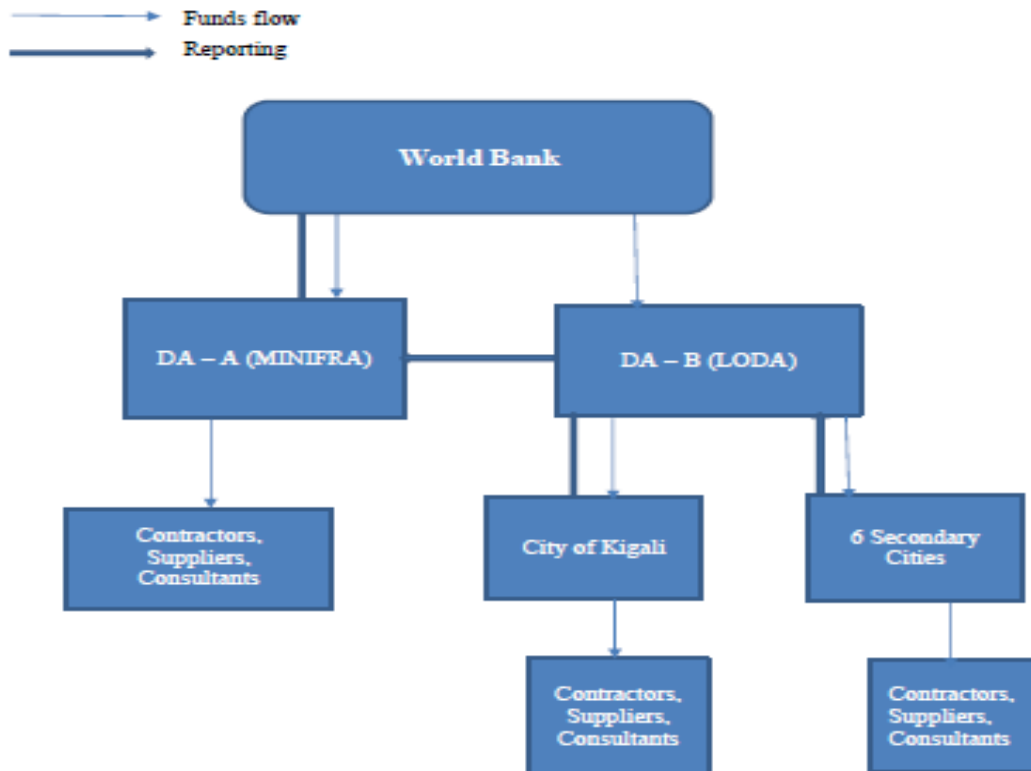 Funds flow
Reporting
World Bank
DA – A (MINIFRA)
DA – B (LODA)
Contractors,
Suppliers,
Consultants
City of Kigali
6 Secondary
Cities
Contractors,
Suppliers,
Consultants
Contractors,
Suppliers,
Consultants